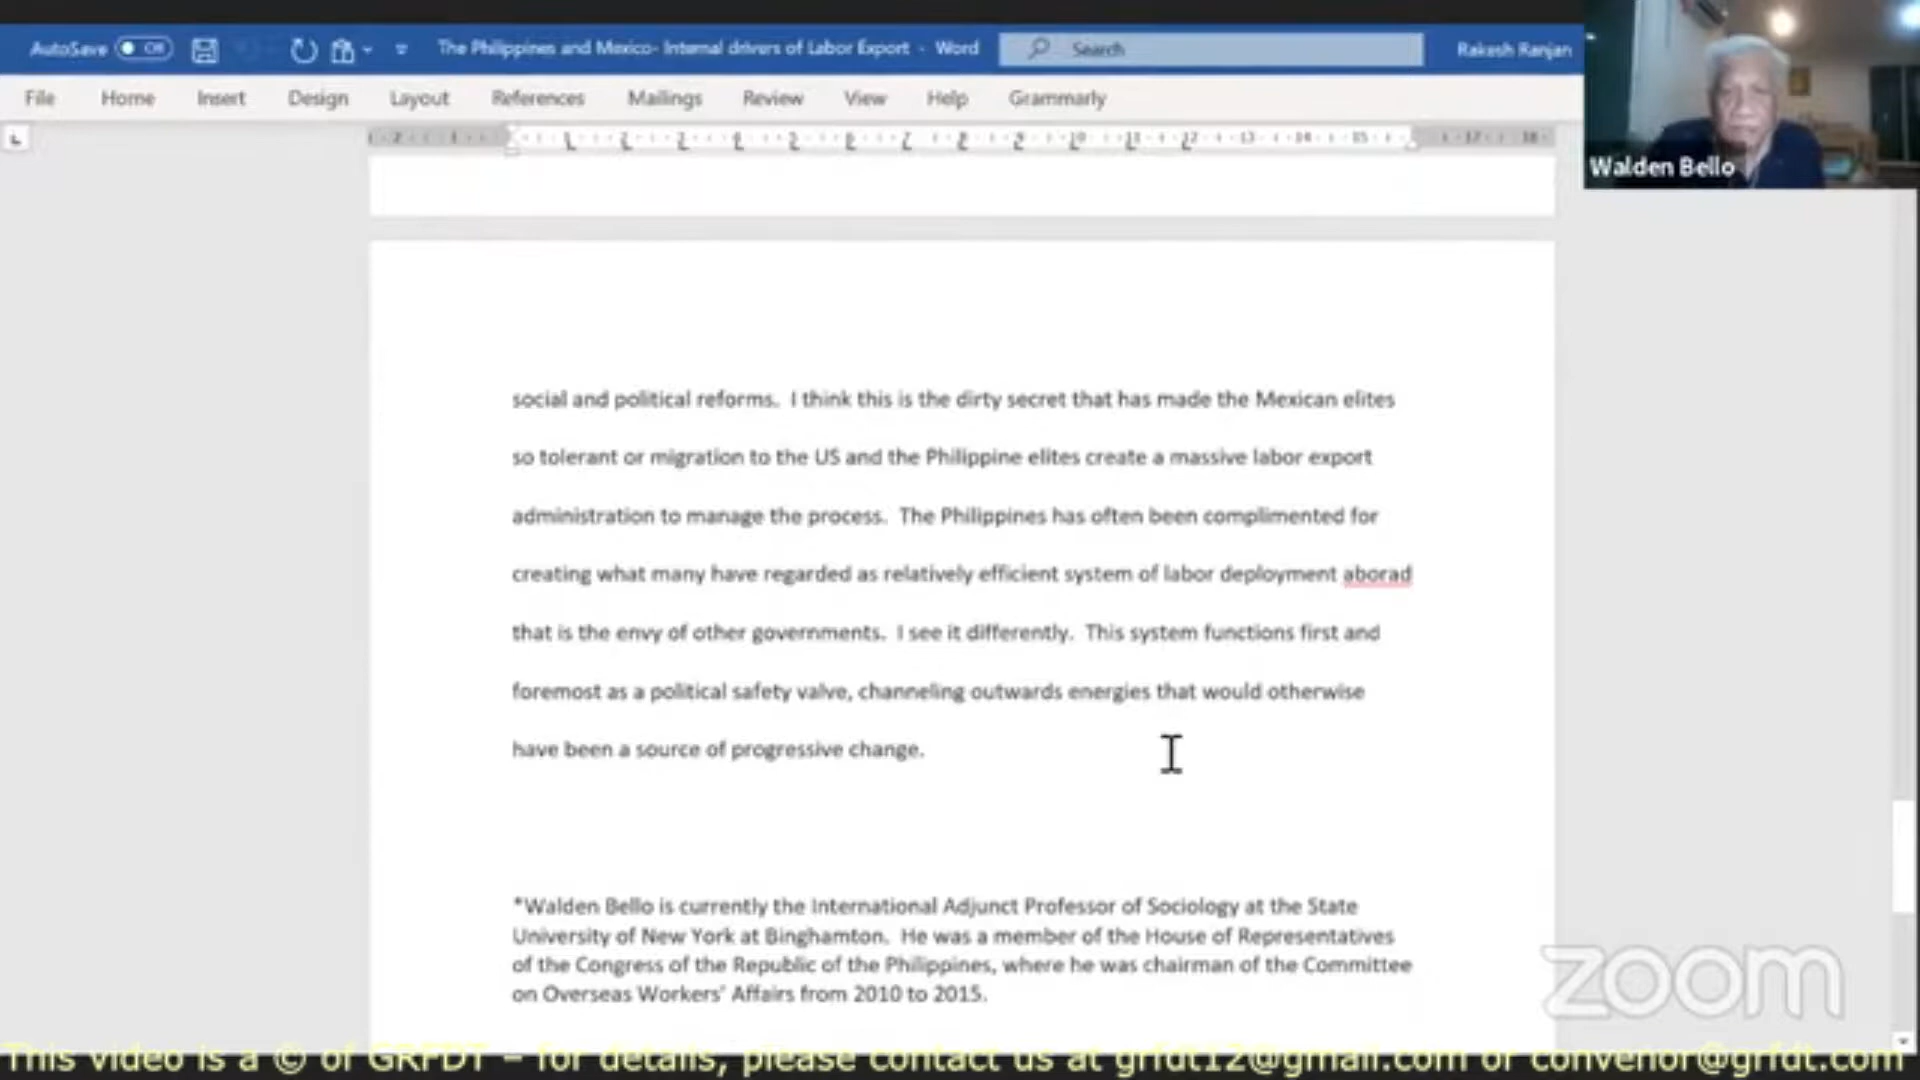 AutoSave Off The Philippines and Mexico- Internal drivers of Labor Export - Word Search Rakesh Ranjan
File Home Insert Design Layout References Mailings Review View Help Grammarly
Walden Bello
social and political reforms. I think this is the dirty secret that has made the Mexican elites
so tolerant or migration to the US and the Philippine elites create a massive labor export
administration to manage the process. The Philippines has often been complimented for
creating what many have regarded as relatively efficient system of labor deployment aborad
that is the envy of other governments. I see it differently. This system functions first and
foremost as a political safety valve, channeling outwards energies that would otherwise
have been a source of progressive change.
*Walden Bello is currently the International Adjunct Professor of Sociology at the State
University of New York at Binghamton. He was a member of the House of Representatives
of the Congress of the Republic of the Philippines, where he was chairman of the Committee
on Overseas Workers' Affairs from 2010 to 2015.
zoom
This video is a © of GRFDT – for details, please contact us at grfdt12@gmail.com or convenor@grfdt.com